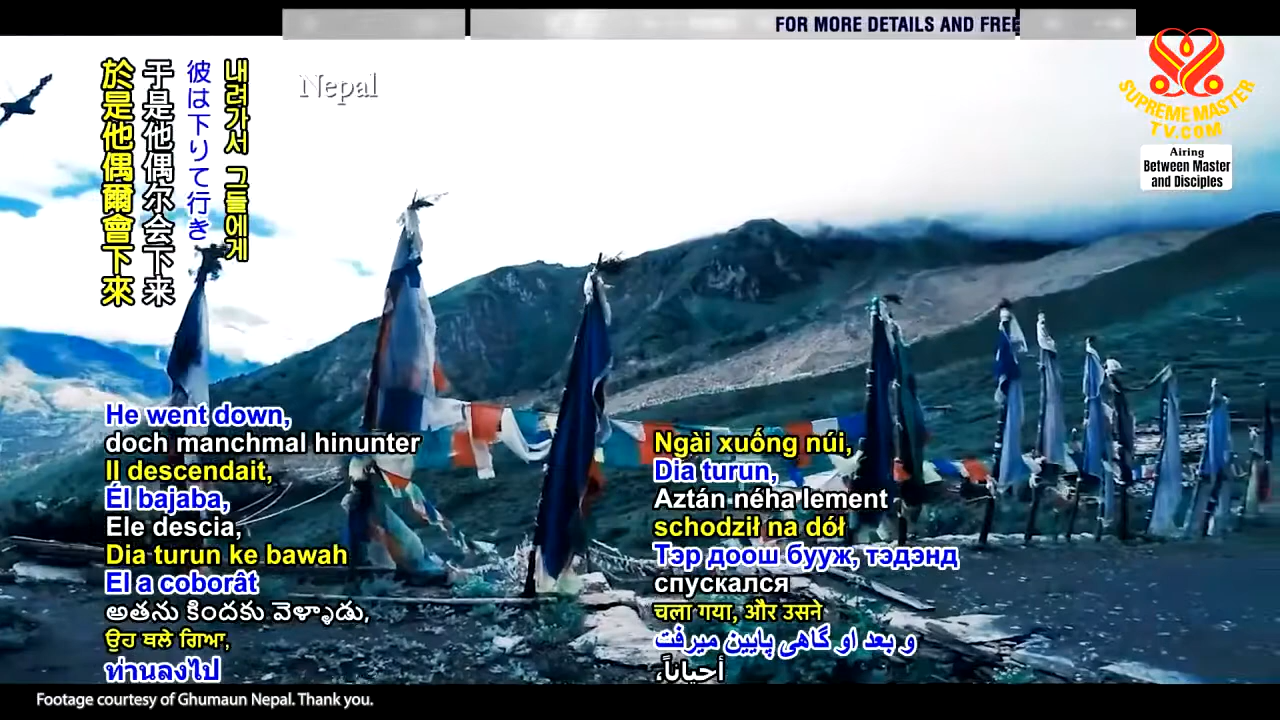 FOR MORE DETAILS AND FREE
Nepal
SUPREME MASTER
TV.COM
Airing
Between Master
and Disciples
내려가서 그들에게
彼は下りて行き
于是他偶尔会下来
於是他偶爾會下來
He went down,
doch manchmal hinunter
Il descendait,
Él bajaba,
Ele descia,
Dia turun ke bawah
El a coborât
అతను కిందకు వెళ్ళాడు,
ਉਹ ਥਲੇ ਗਿਆ,
ท่านลงไป
Ngài xuống núi,
Dia turun,
Aztán néha lement
schodził na dół
Тэр доош бууж, тэдэнд
спускался
चला गया, और उसने
و بعد او گاهی پایین میرفت
أحياناً،
Footage courtesy of Ghumaun Nepal. Thank you.